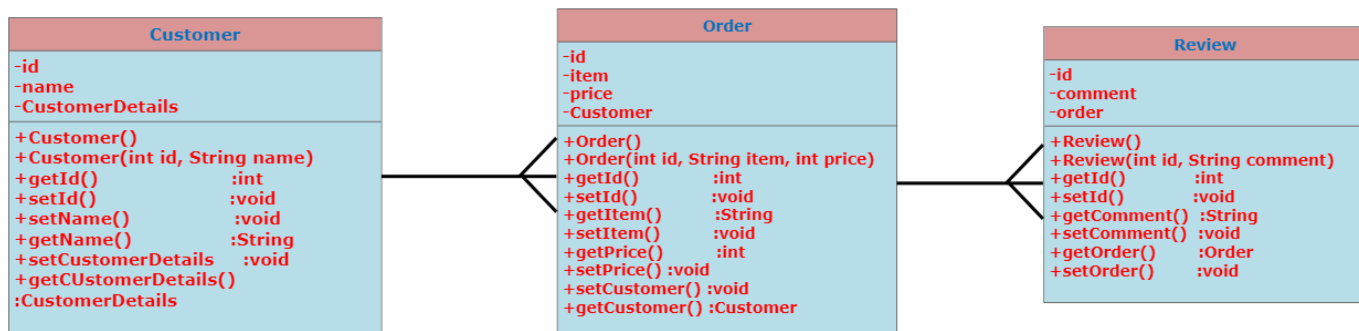 Customer
-id
-name
-CustomerDetails
+Customer()
+Customer(int id, String name)
+getId() :int
+setId() :void
+setName() :void
+getName() :String
+setCustomerDetails :void
+getCUstomerDetails()
:CustomerDetails
Order
-id
-item
-price
-Customer
+Order()
+Order(int id, String item, int price)
+getId() :int
+setId() :void
+getItem() :String
+setItem() :void
+getPrice() :int
+setPrice() :void
+setCustomer() :void
+getCustomer() :Customer
Review
-id
-comment
-order
+Review()
+Review(int id, String comment)
+getId() :int
+setId() :void
+getComment() :String
+setComment() :void
+getOrder() :Order
+setOrder() :void